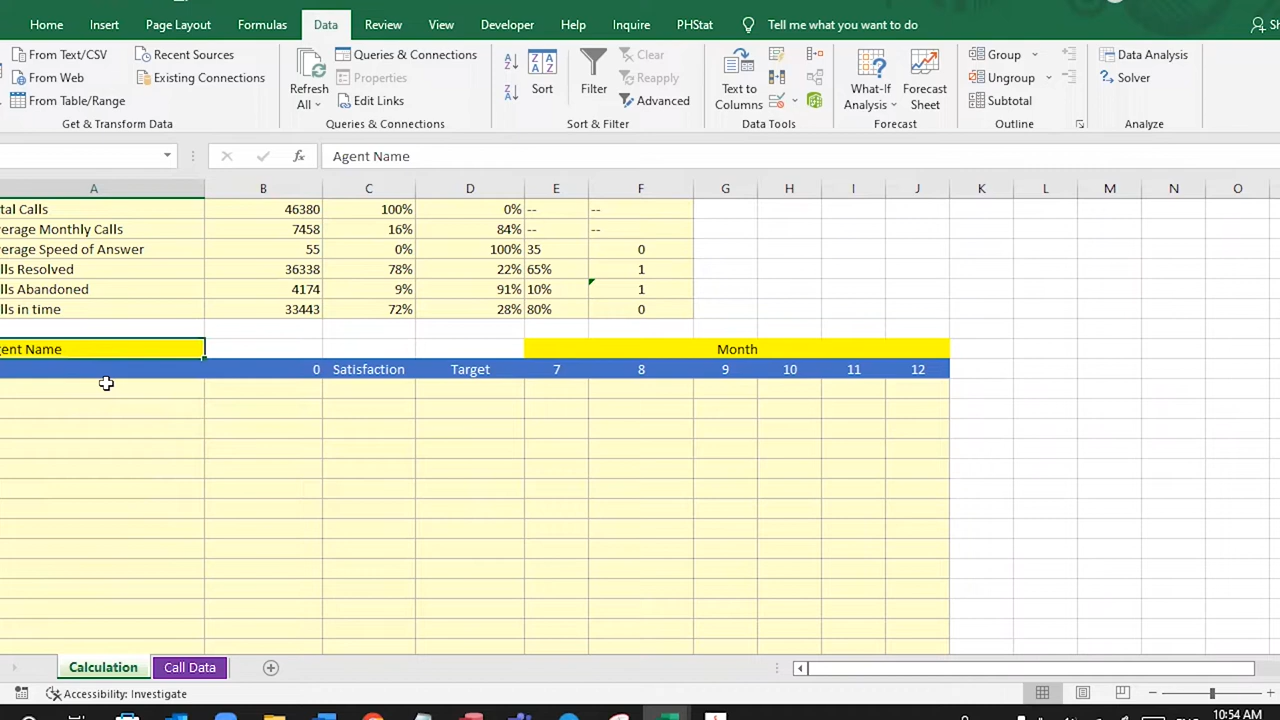 Home Insert Page Layout Formulas Data Review View Developer Help Inquire PHStat Tell me what you want to do
From Text/CSV Recent Sources
From Web Existing Connections
From Table/Range
Get & Transform Data
Refresh
All
Queries & Connections
Properties
Edit Links
Queries & Connections
Sort
Filter
Clear
Reapply
Advanced
Sort & Filter
Text to
Columns
Data Tools
What-If
Analysis
Forecast
Sheet
Forecast
Group
Ungroup
Subtotal
Outline
Data Analysis
Solver
Analyze
fx Agent Name
A B C D E F G H I J K L M N O
tal Calls 46380 100% 0% -- --
erage Monthly Calls 7458 16% 84% -- --
erage Speed of Answer 55 0% 100% 35 0
lls Resolved 36338 78% 22% 65% 1
lls Abandoned 4174 9% 91% 10% 1
lls in time 33443 72% 28% 80% 0
gent Name Month
0 Satisfaction Target 7 8 9 10 11 12
Calculation Call Data
Accessibility: Investigate
10:54 AM